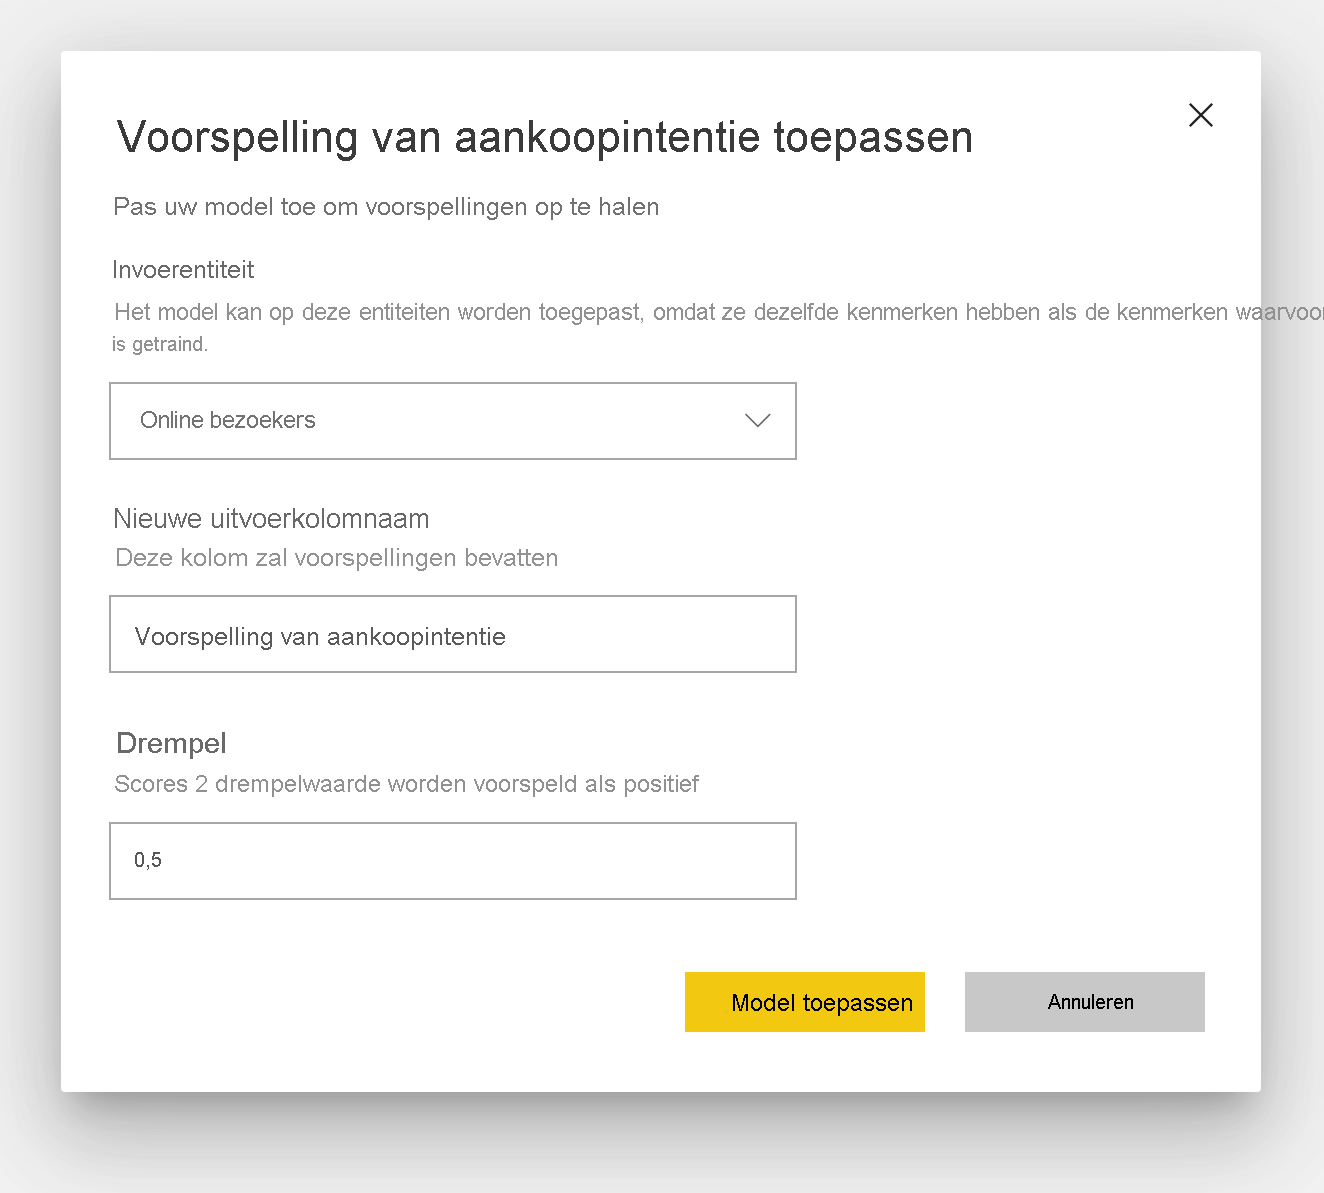 Voorspelling van aankoopintentie toepassen
Pas uw model toe om voorspellingen op te halen
Invoerentiteit
Het model kan op deze entiteiten worden toegepast, omdat ze dezelfde kenmerken hebben als de kenmerken waarvoor
is getraind.
Online bezoekers
Nieuwe uitvoerkolomnaam
Deze kolom zal voorspellingen bevatten
Voorspelling van aankoopintentie
Drempel
Scores 2 drempelwaarde worden voorspeld als positief
0,5
Model toepassen
Annuleren